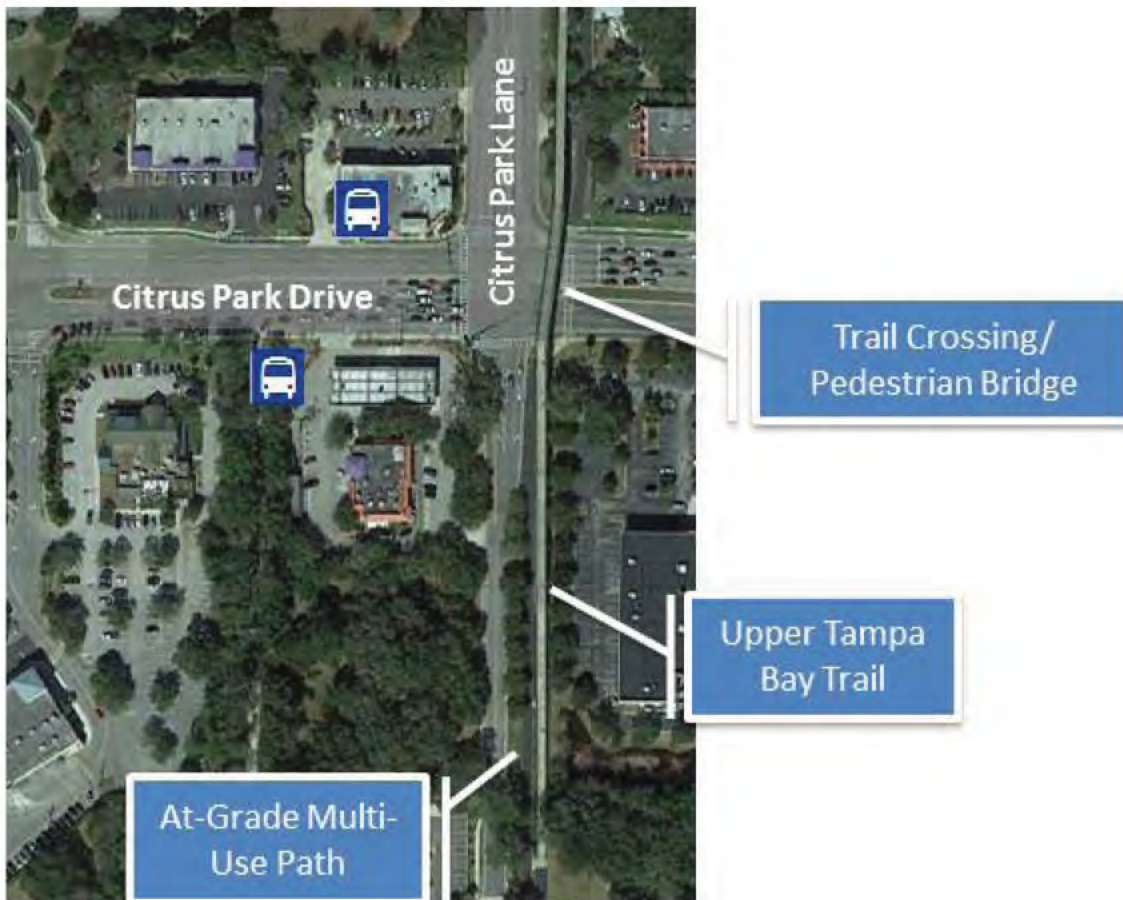 Citrus Park Lane
Citrus Park Drive
Trail Crossing/
Pedestrian Bridge
Upper Tampa
Bay Trail
At-Grade Multi-
Use Path